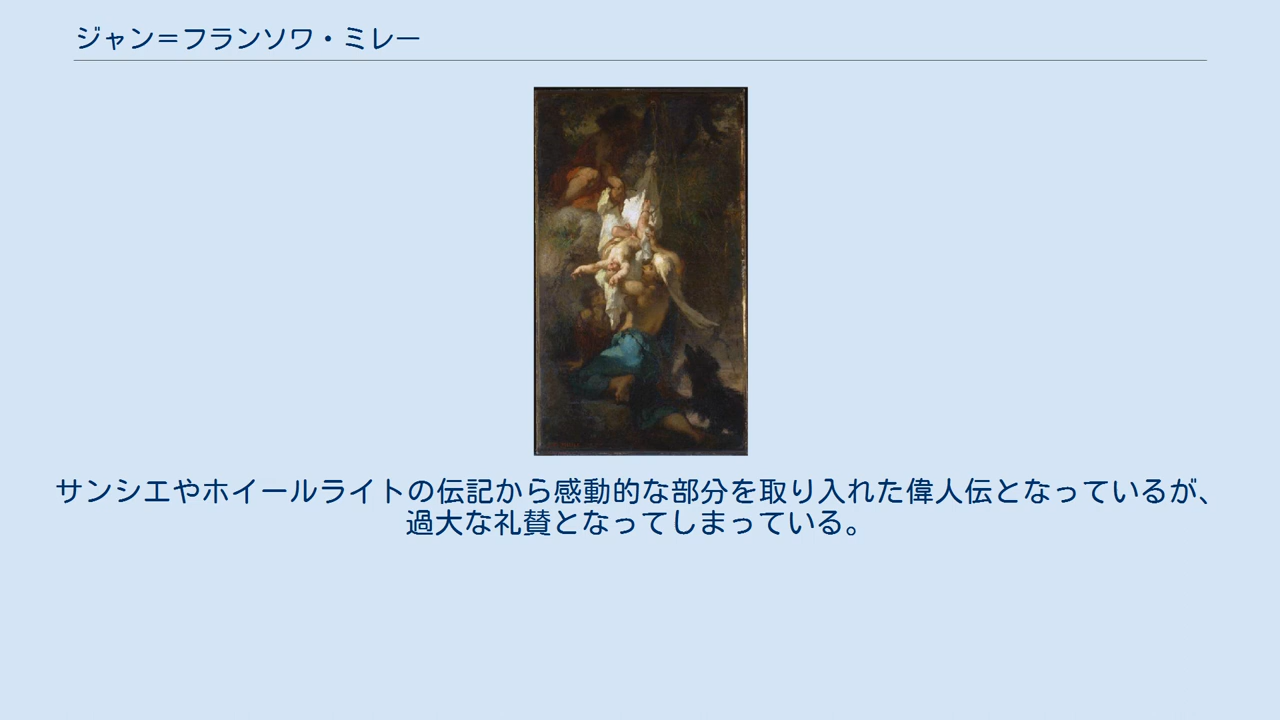 ジャン＝フランソワ・ミレー
サンシエやホイールライトの伝記から感動的な部分を取り入れた偉人伝となっているが、
過大な礼賛となってしまっている。